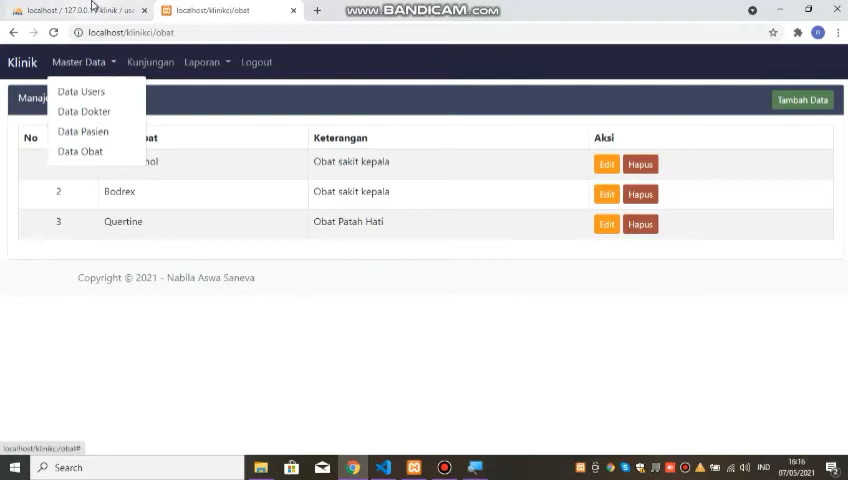 localhost / 127.0.0.1 / klinik / use
localhost/klinikci/obat
www.BANDICAM.com
localhost/klinikci/obat
Klinik Master Data Kunjungan Laporan Logout
Data Users
Data Dokter
Data Pasien
Data Obat
Manaje
Tambah Data
No Keterangan Aksi
Obat sakit kepala Edit Hapus
2 Bodrex Obat sakit kepala Edit Hapus
3 Quertine Obat Patah Hati Edit Hapus
Copyright © 2021 - Nabila Aswa Saneva
localhost/klinikci/obat#
Search
IND
16:16
07/05/2021